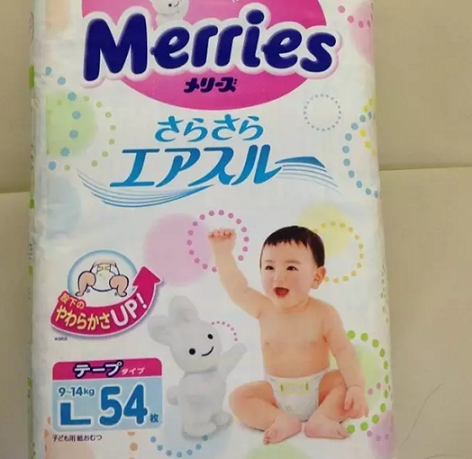 Merries
メリーズ
さらさら
エアスルー
股下の
やわらかさUP!
テープタイプ
9~14kg
L 54枚
子ども用紙おむつ